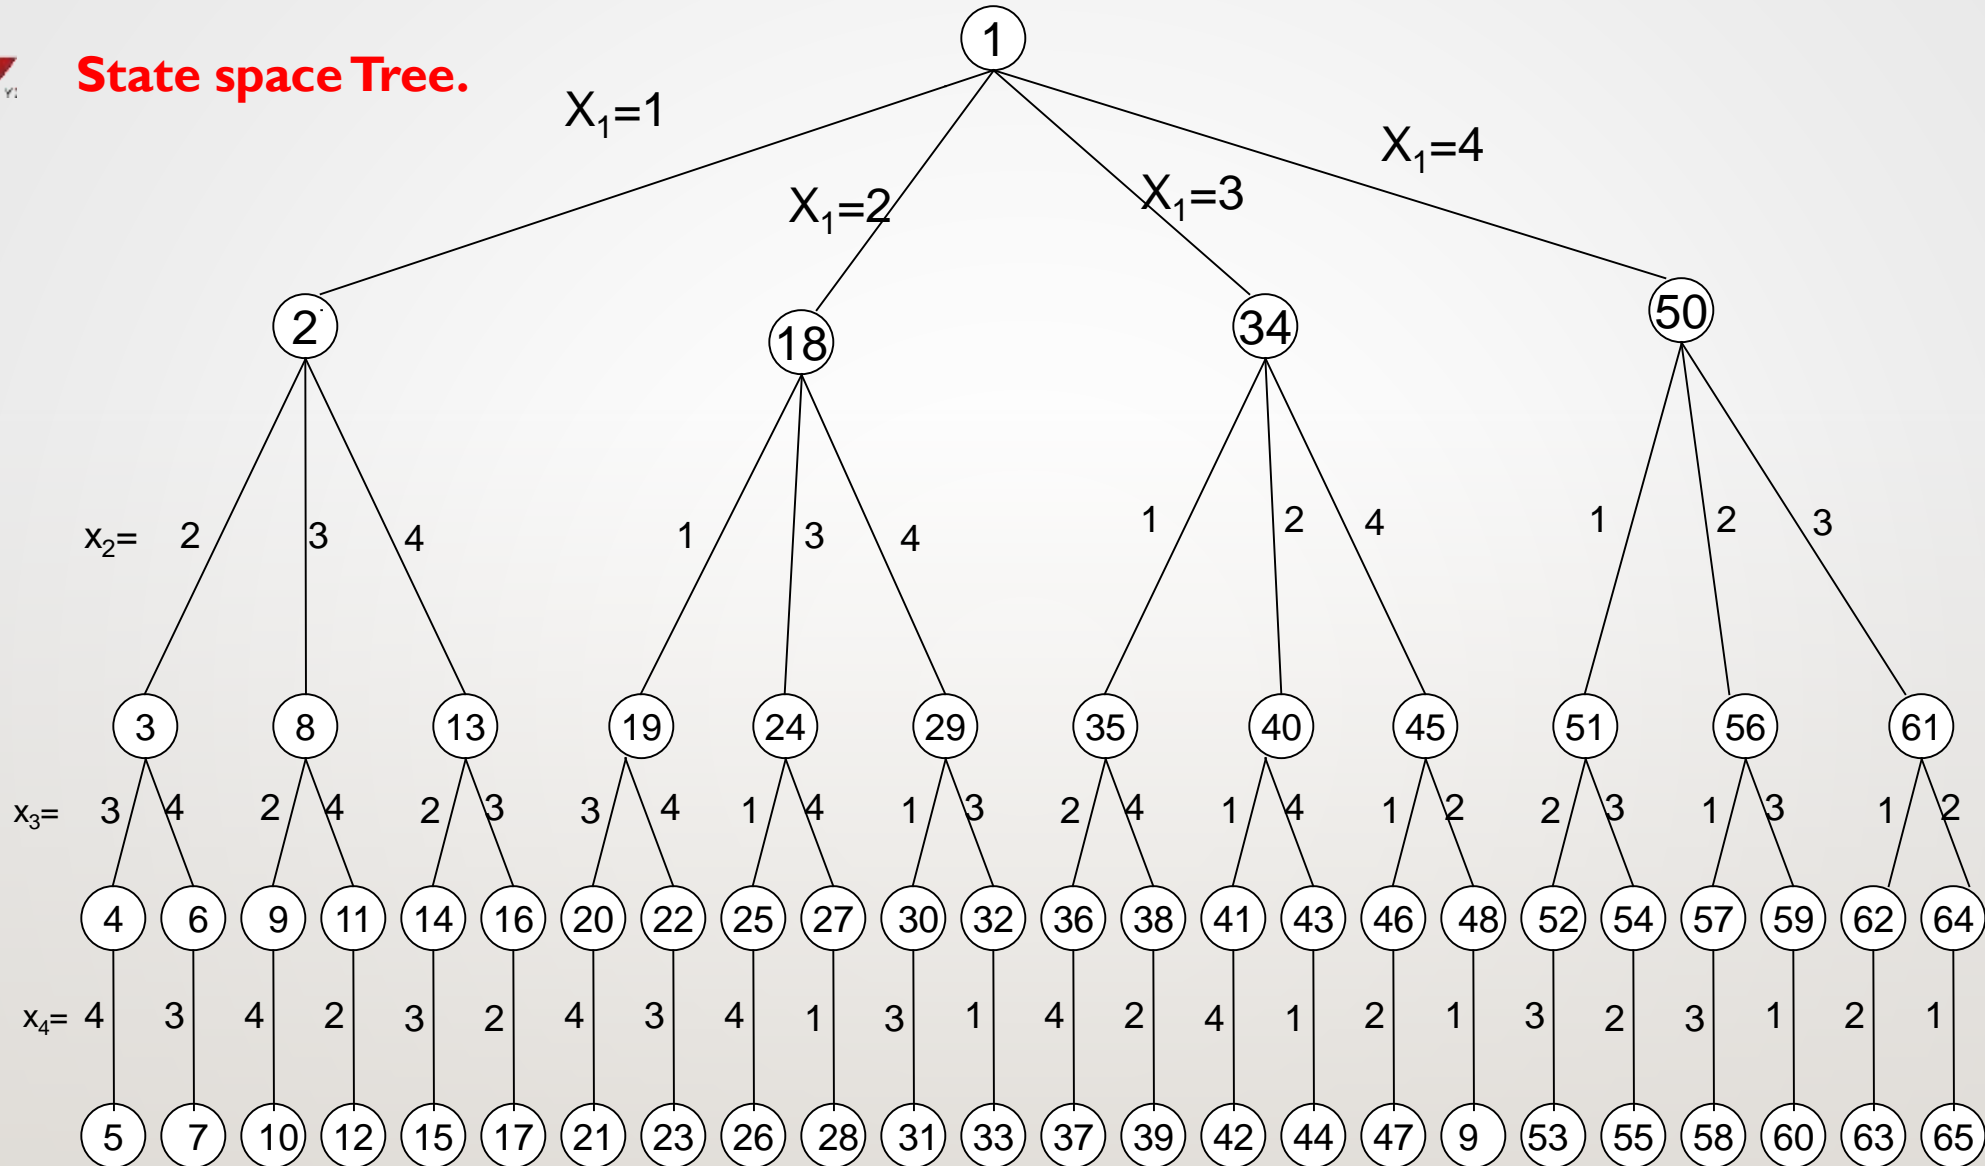 1
State space Tree.
X1=1
X1=4
X1=2
X1=3
2 18 34 50
x2= 2 3 4 1 3 4 1 2 4 1 2 3
3 8 13 19 24 29 35 40 45 51 56 61
x3= 3 4 2 4 2 3 3 4 1 4 1 3 2 4 1 4 1 2 2 3 1 3 1 2
4 6 9 11 14 16 20 22 25 27 30 32 36 38 41 43 46 48 52 54 57 59 62 64
x4= 4 3 4 2 3 2 4 3 4 1 3 1 4 2 4 1 2 1 3 2 3 1 2 1
5 7 10 12 15 17 21 23 26 28 31 33 37 39 42 44 47 9 53 55 58 60 63 65